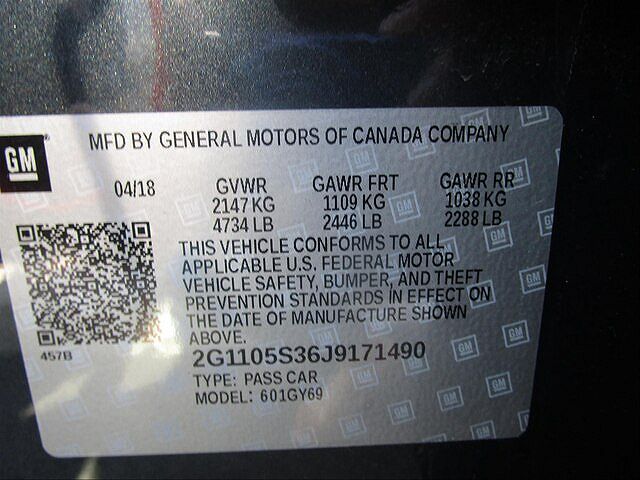 GM
MFD BY GENERAL MOTORS OF CANADA COMPANY
04/18 GVWR GAWR FRT GAWR RR
2147 KG 1109 KG 1038 KG
4734 LB 2446 LB 2288 LB
THIS VEHICLE CONFORMS TO ALL
APPLICABLE U.S. FEDERAL MOTOR
VEHICLE SAFETY, BUMPER, AND THEFT
PREVENTION STANDARDS IN EFFECT ON
THE DATE OF MANUFACTURE SHOWN
ABOVE.
457B
2G1105S36J9171490
TYPE: PASS CAR
MODEL: 601GY69